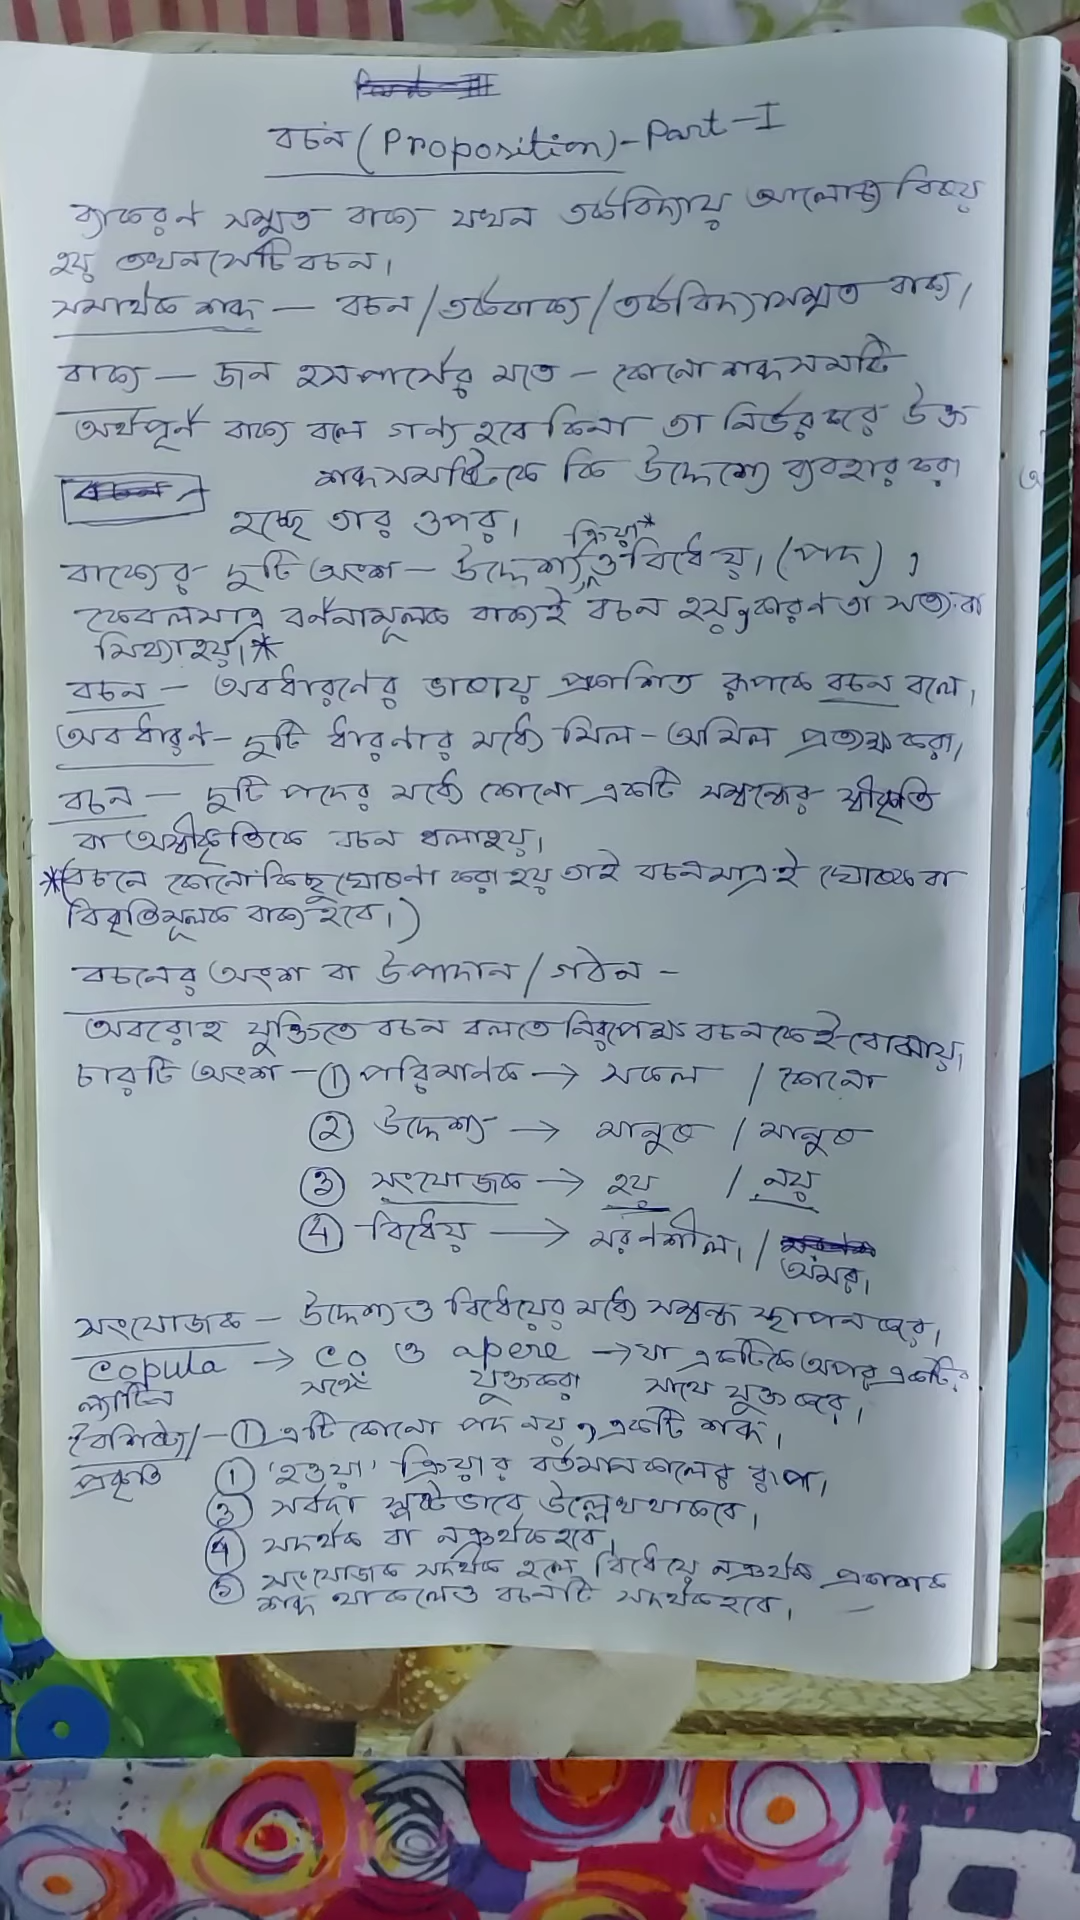 বচন (Proposition) - Part - I
ব্যাকরণ সম্মত বাক্য যখন তর্কবিদ্যায় আলোচ্য বিষয়
হয় তখন সেটি বচন।
সমার্থক শব্দ — বচন / তর্কবাক্য / তর্কবিদ্যাসম্মত বাক্য।
বাক্য — জন হসপার্সের মতে - কোনো শব্দসমষ্টি
অর্থপূর্ণ বাক্য বলে গণ্য হবে কিনা তা নির্ভর করে উক্ত
শব্দসমষ্টিকে কি উদ্দেশ্যে ব্যবহার করা
হচ্ছে তার ওপর।
ক্রিয়া*
বাক্যের দুটি অংশ - উদ্দেশ্য ও বিধেয়। (পদ)
কেবলমাত্র বর্ণনামূলক বাক্যই বচন হয়, কারণ তা সত্য বা
মিথ্যা হয়।*
বচন - অবধারণের ভাষায় প্রকাশিত রূপকে বচন বলে।
অবধারণ - দুটি ধারণার মধ্যে মিল - অমিল প্রত্যক্ষ করা।
বচন - দুটি পদের মধ্যে কোনো একটি সম্বন্ধের স্বীকৃতি
বা অস্বীকৃতিকে বচন বলা হয়।
*(বচনে কোনো কিছু ঘোষণা করা হয় তাই বচনমাত্রই ঘোষক বা
বিবৃতিমূলক বাক্য হবে।)
বচনের অংশ বা উপাদান / গঠন -
অবরোহ যুক্তিতে বচন বলতে নিরপেক্ষ বচনকেই বোঝায়।
চারটি অংশ - ① পরিমাণক → সকল / কোনো
② উদ্দেশ্য → মানুষ / মানুষ
③ সংযোজক → হয় / নয়
④ বিধেয় → মরণশীল। / অমর।
সংযোজক - উদ্দেশ্য ও বিধেয়ের মধ্যে সম্বন্ধ স্থাপন করে।
copula → co ও apere → যা একটিকে অপর একটির
ল্যাটিন সঙ্গে যুক্ত করা সাথে যুক্ত করে।
বৈশিষ্ট্য/ - ① এটি কোনো পদ নয়, একটি শব্দ।
প্রকৃতি ① 'হওয়া' ক্রিয়ার বর্তমান কালের রূপ।
③ সর্বদা স্পষ্টভাবে উল্লেখ থাকবে।
④ সদর্থক বা নঞর্থক হবে।
⑤ সংযোজক সদর্থক হলে বিধেয়ে নঞর্থক প্রকাশক
শব্দ থাকলেও বচনটি সদর্থক হবে।